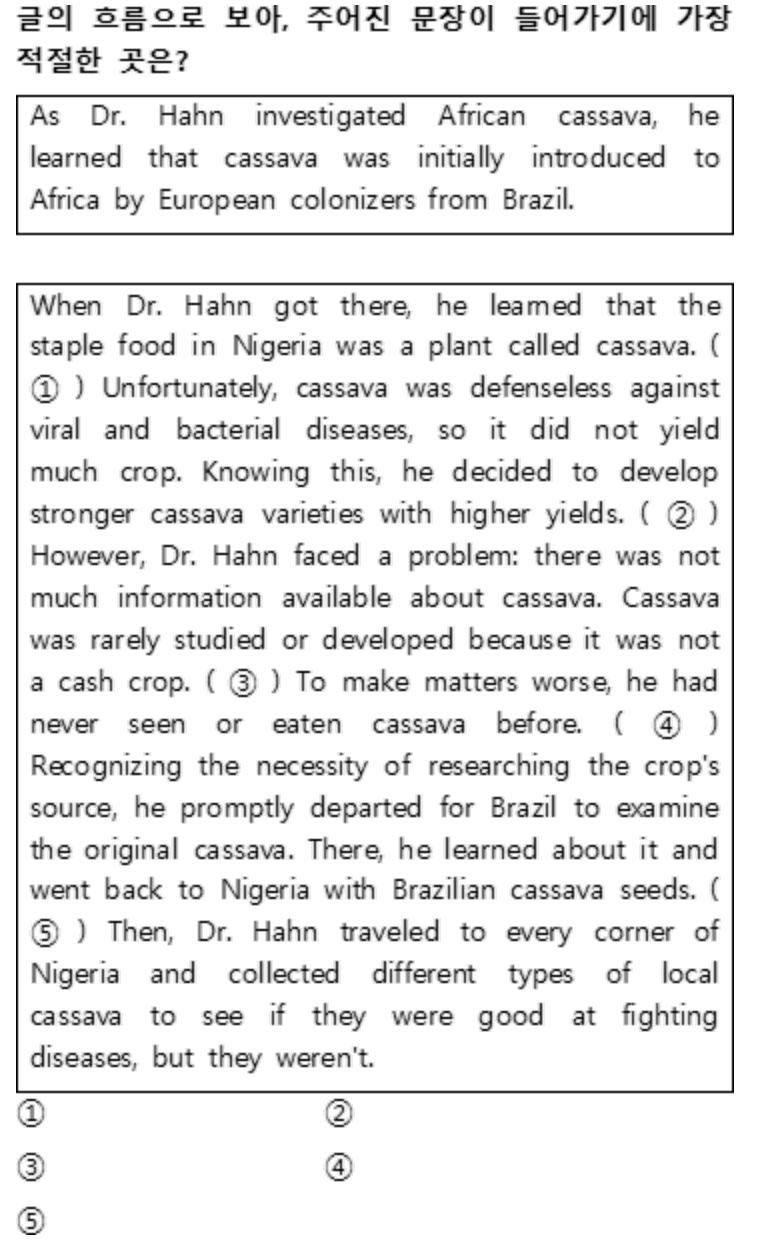 글의 흐름으로 보아, 주어진 문장이 들어가기에 가장
적절한 곳은?
As Dr. Hahn investigated African cassava, he
learned that cassava was initially introduced to
Africa by European colonizers from Brazil.
When Dr. Hahn got there, he learned that the
staple food in Nigeria was a plant called cassava. (
① ) Unfortunately, cassava was defenseless against
viral and bacterial diseases, so it did not yield
much crop. Knowing this, he decided to develop
stronger cassava varieties with higher yields. ( ② )
However, Dr. Hahn faced a problem: there was not
much information available about cassava. Cassava
was rarely studied or developed because it was not
a cash crop. ( ③ ) To make matters worse, he had
never seen or eaten cassava before. ( ④ )
Recognizing the necessity of researching the crop's
source, he promptly departed for Brazil to examine
the original cassava. There, he learned about it and
went back to Nigeria with Brazilian cassava seeds. (
⑤ ) Then, Dr. Hahn traveled to every corner of
Nigeria and collected different types of local
cassava to see if they were good at fighting
diseases, but they weren't.
① ②
③ ④
⑤